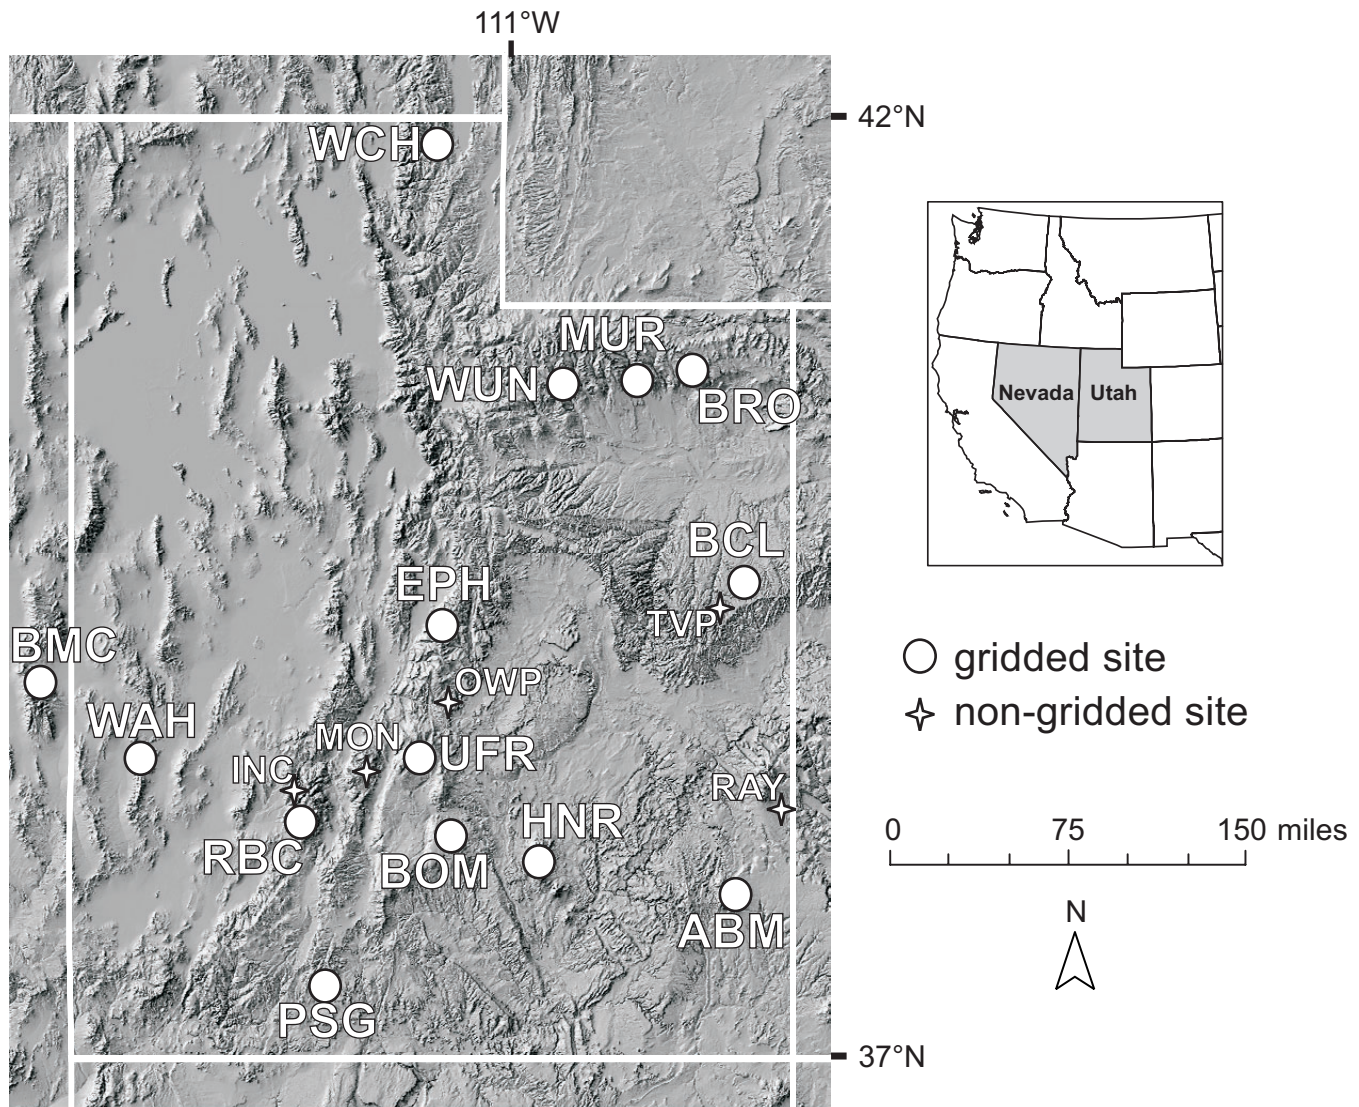 111°W
42°N
WCH
MUR
WUN
BRO
Nevada
Utah
BCL
EPH
TVP
BMC
OWP
gridded site
non-gridded site
WAH
MON
UFR
INC
RAY
HNR
RBC
BOM
0 75 150 miles
ABM
N
PSG
37°N